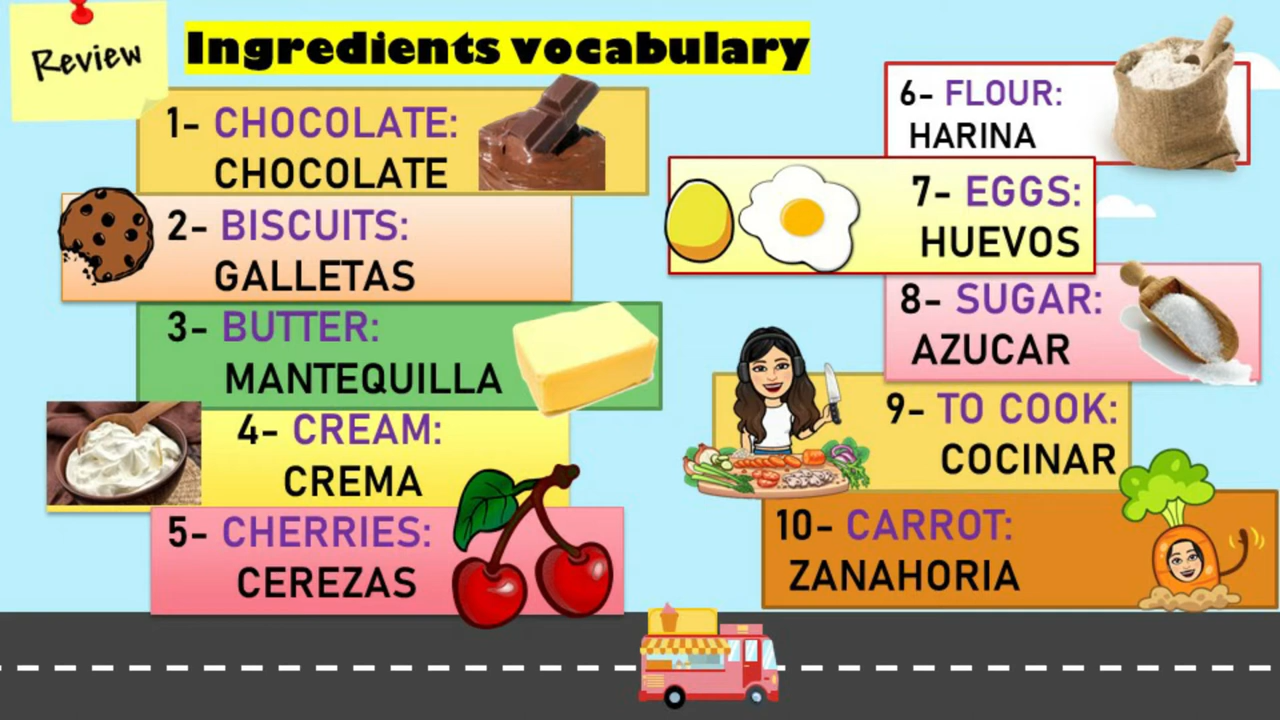 Review
Ingredients vocabulary
1- CHOCOLATE:
CHOCOLATE
2- BISCUITS:
GALLETAS
3- BUTTER:
MANTEQUILLA
4- CREAM:
CREMA
5- CHERRIES:
CEREZAS
6- FLOUR:
HARINA
7- EGGS:
HUEVOS
8- SUGAR:
AZUCAR
9- TO COOK:
COCINAR
10- CARROT:
ZANAHORIA